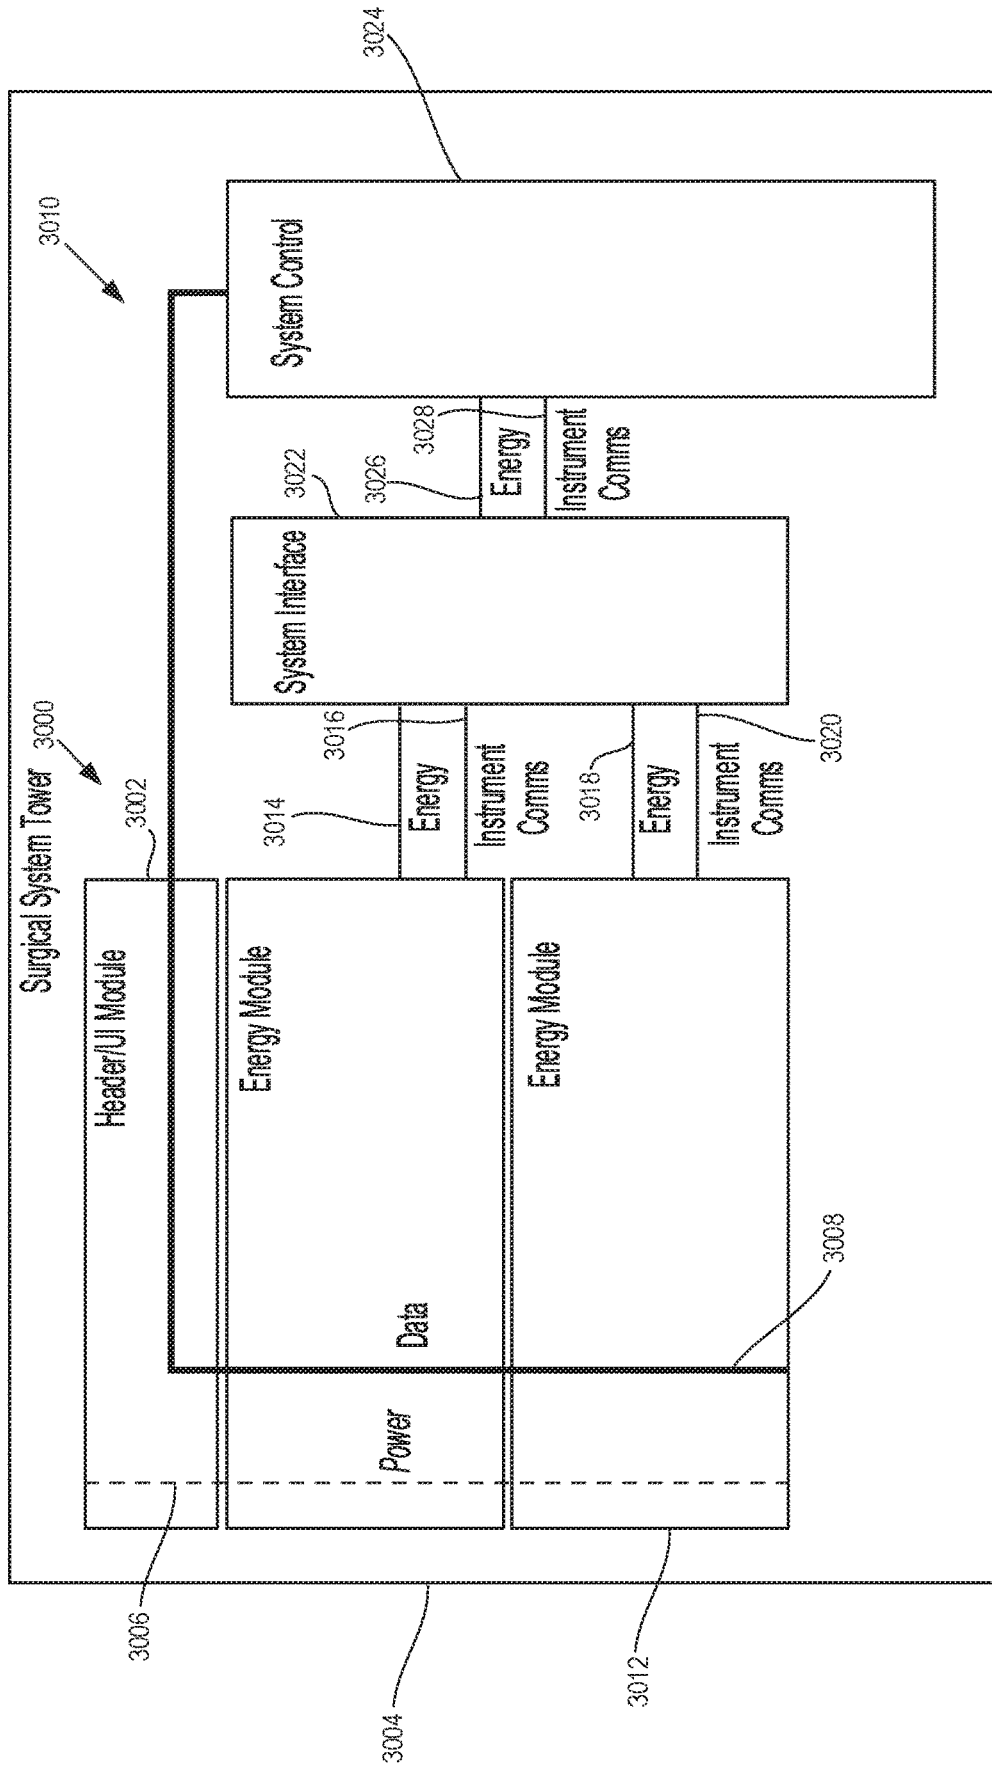 Surgical System Tower
3000
3010
3002
3022
3024
Header/UI Module
Energy Module
Energy Module
System Interface
System Control
3014
3016
Energy
Instrument
Comms
3018
Energy
Instrument
Comms
3020
3026
3028
Energy
Instrument
Comms
Power
Data
3006
3004
3012
3008